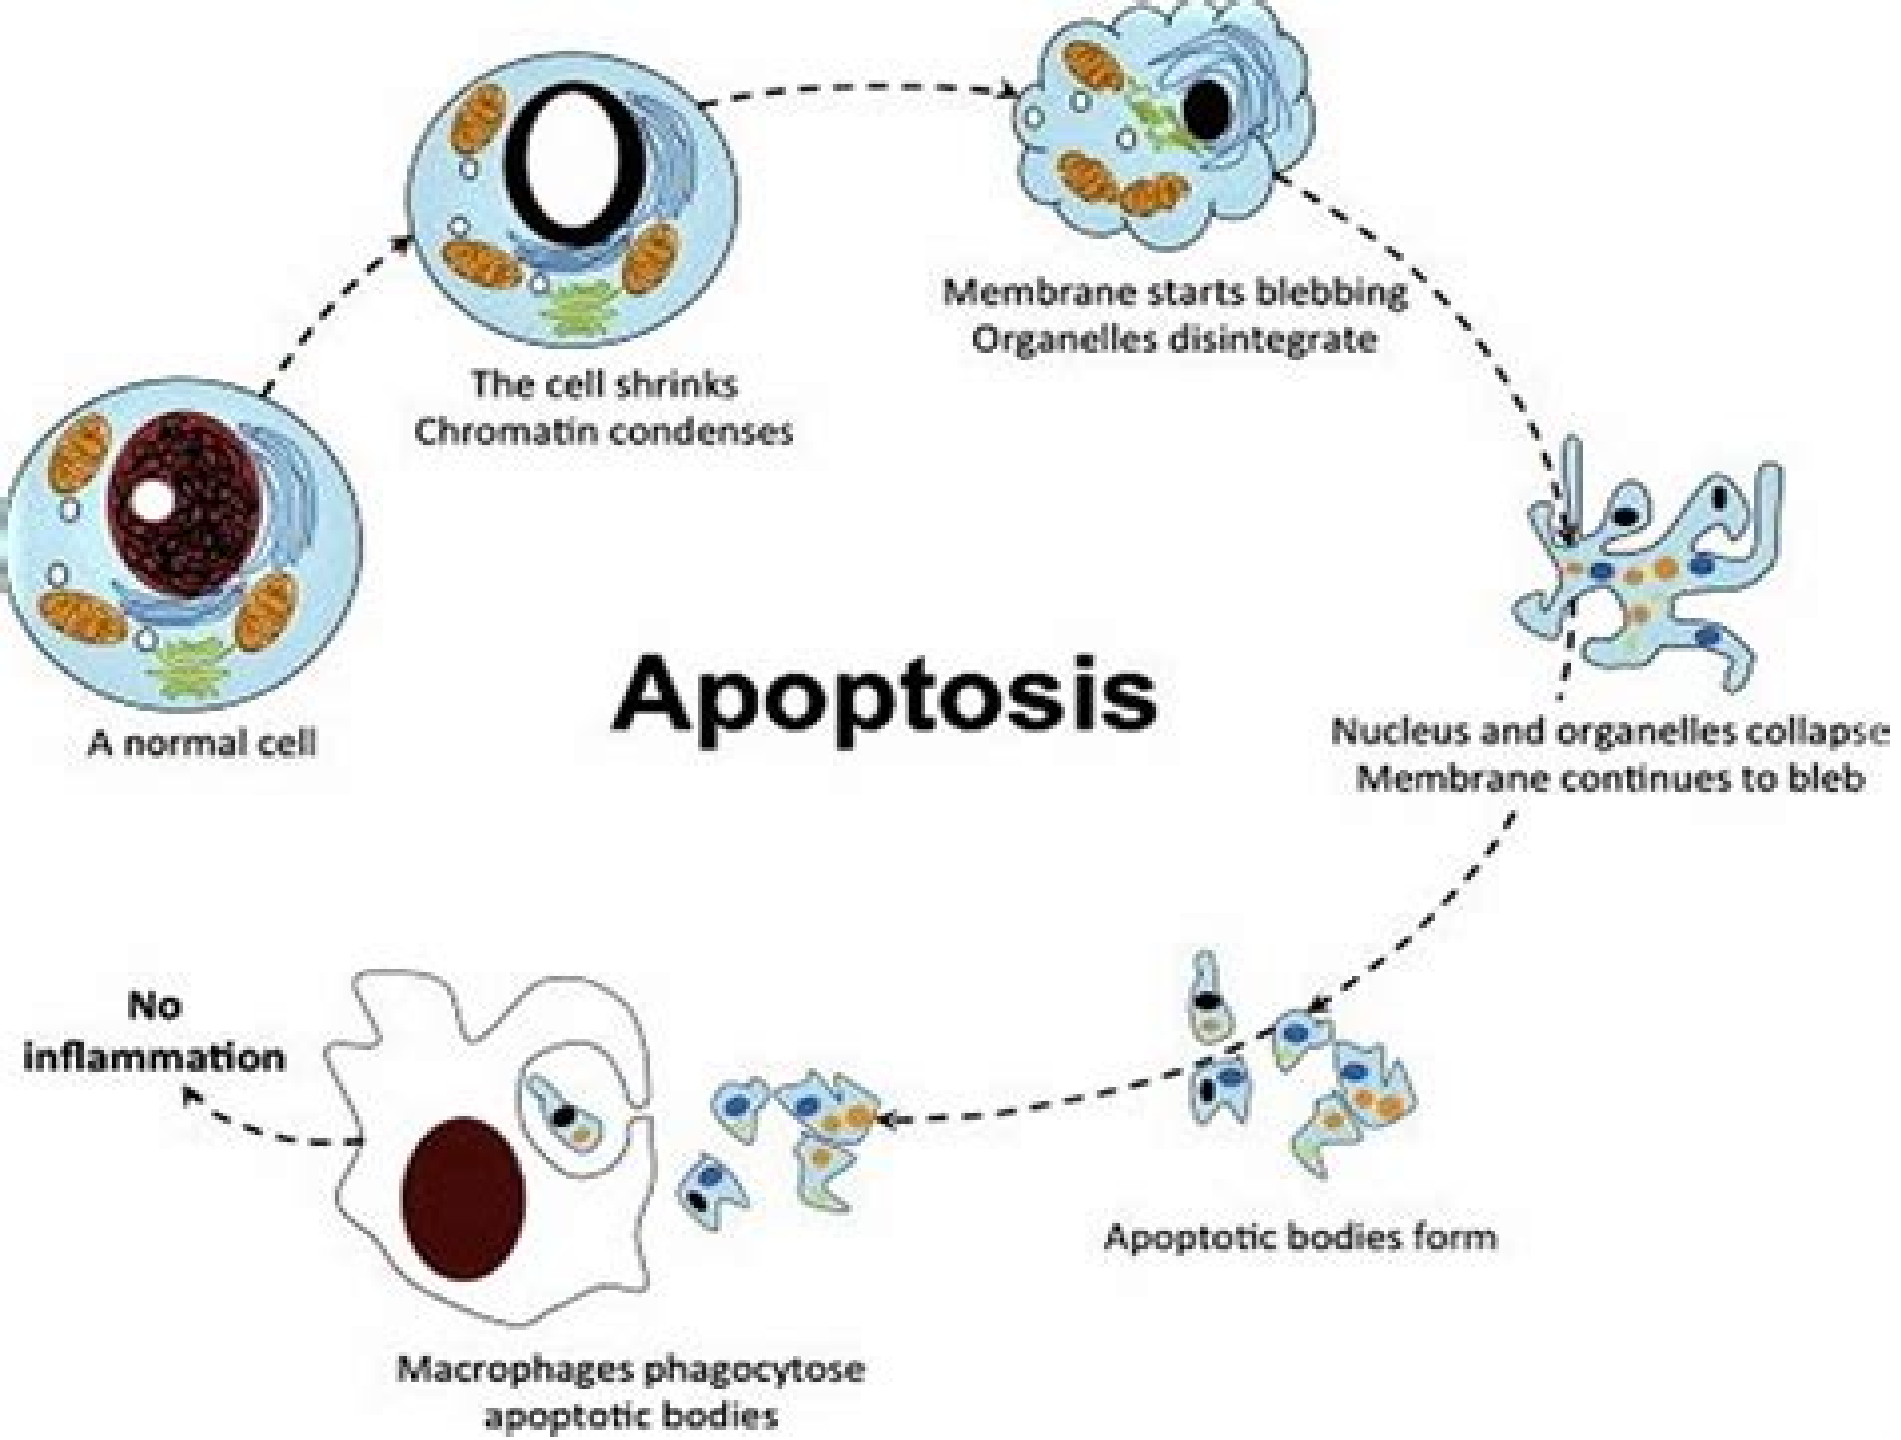 A normal cell
The cell shrinks
Chromatin condenses
Membrane starts blebbing
Organelles disintegrate
Apoptosis
Nucleus and organelles collapse
Membrane continues to bleb
Apoptotic bodies form
Macrophages phagocytose
apoptotic bodies
No
inflammation